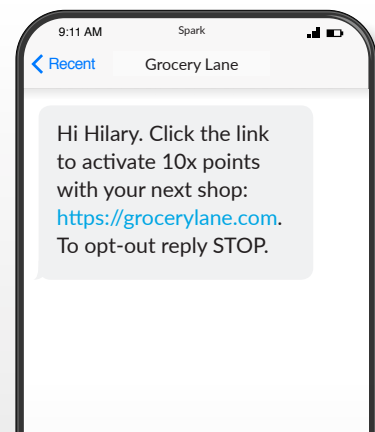 9:11 AM Spark
Recent Grocery Lane
Hi Hilary. Click the link
to activate 10x points
with your next shop:
https://grocerylane.com.
To opt-out reply STOP.